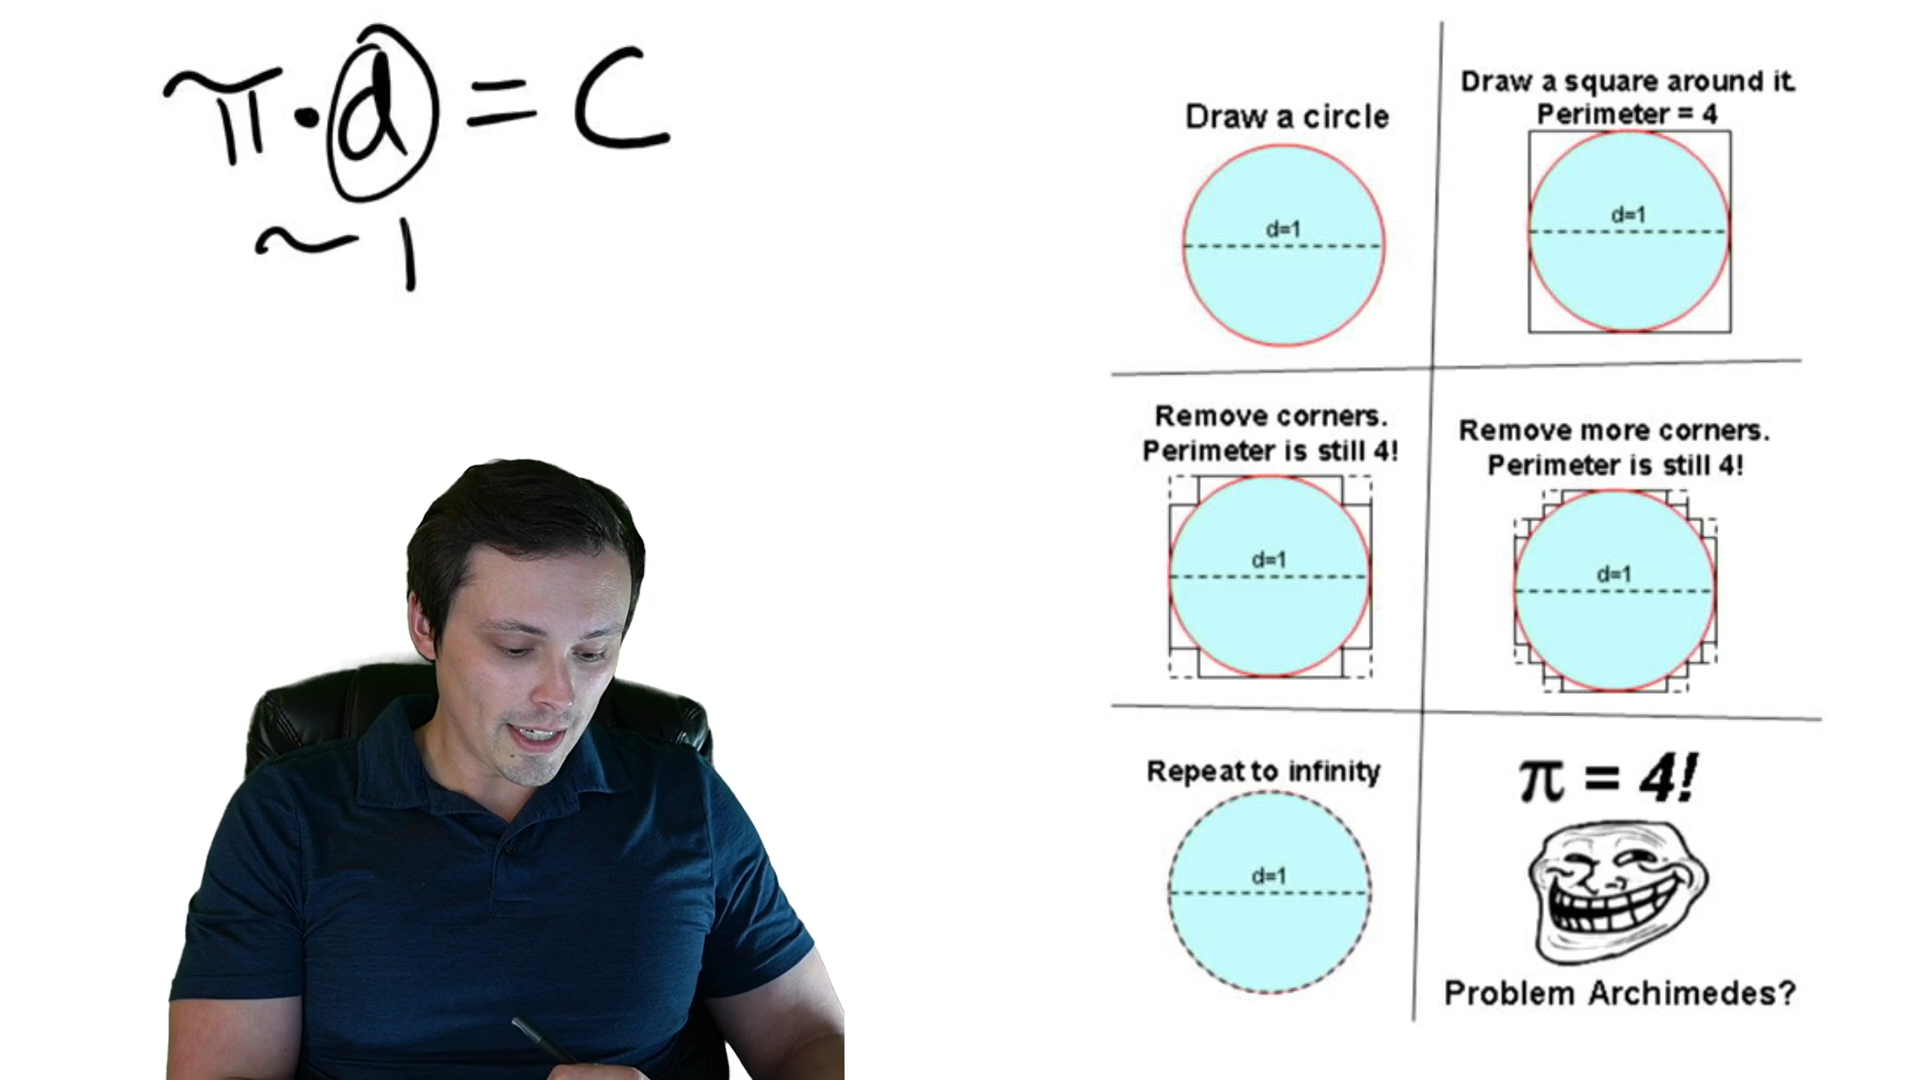 π · d = C
~ 1
Draw a circle
d=1
Draw a square around it.
Perimeter = 4
d=1
Remove corners.
Perimeter is still 4!
d=1
Remove more corners.
Perimeter is still 4!
d=1
Repeat to infinity
d=1
π = 4!
Problem Archimedes?